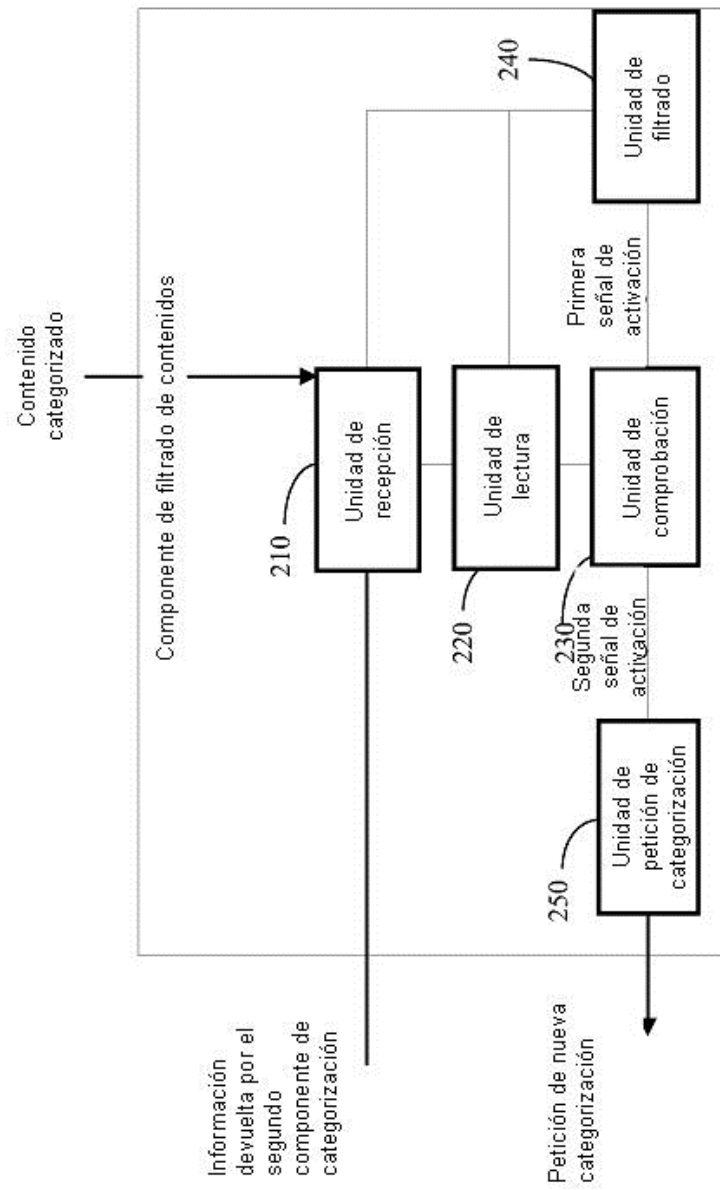 Contenido
categorizado
Componente de filtrado de contenidos
Información
devuelta por el
segundo
componente de
categorización
210
Unidad de
recepción
220
Unidad de
lectura
Petición de nueva
categorización
250
Unidad de
petición de
categorización
Segunda
señal de
activación
230
Unidad de
comprobación
Primera
señal de
activación
240
Unidad de
filtrado